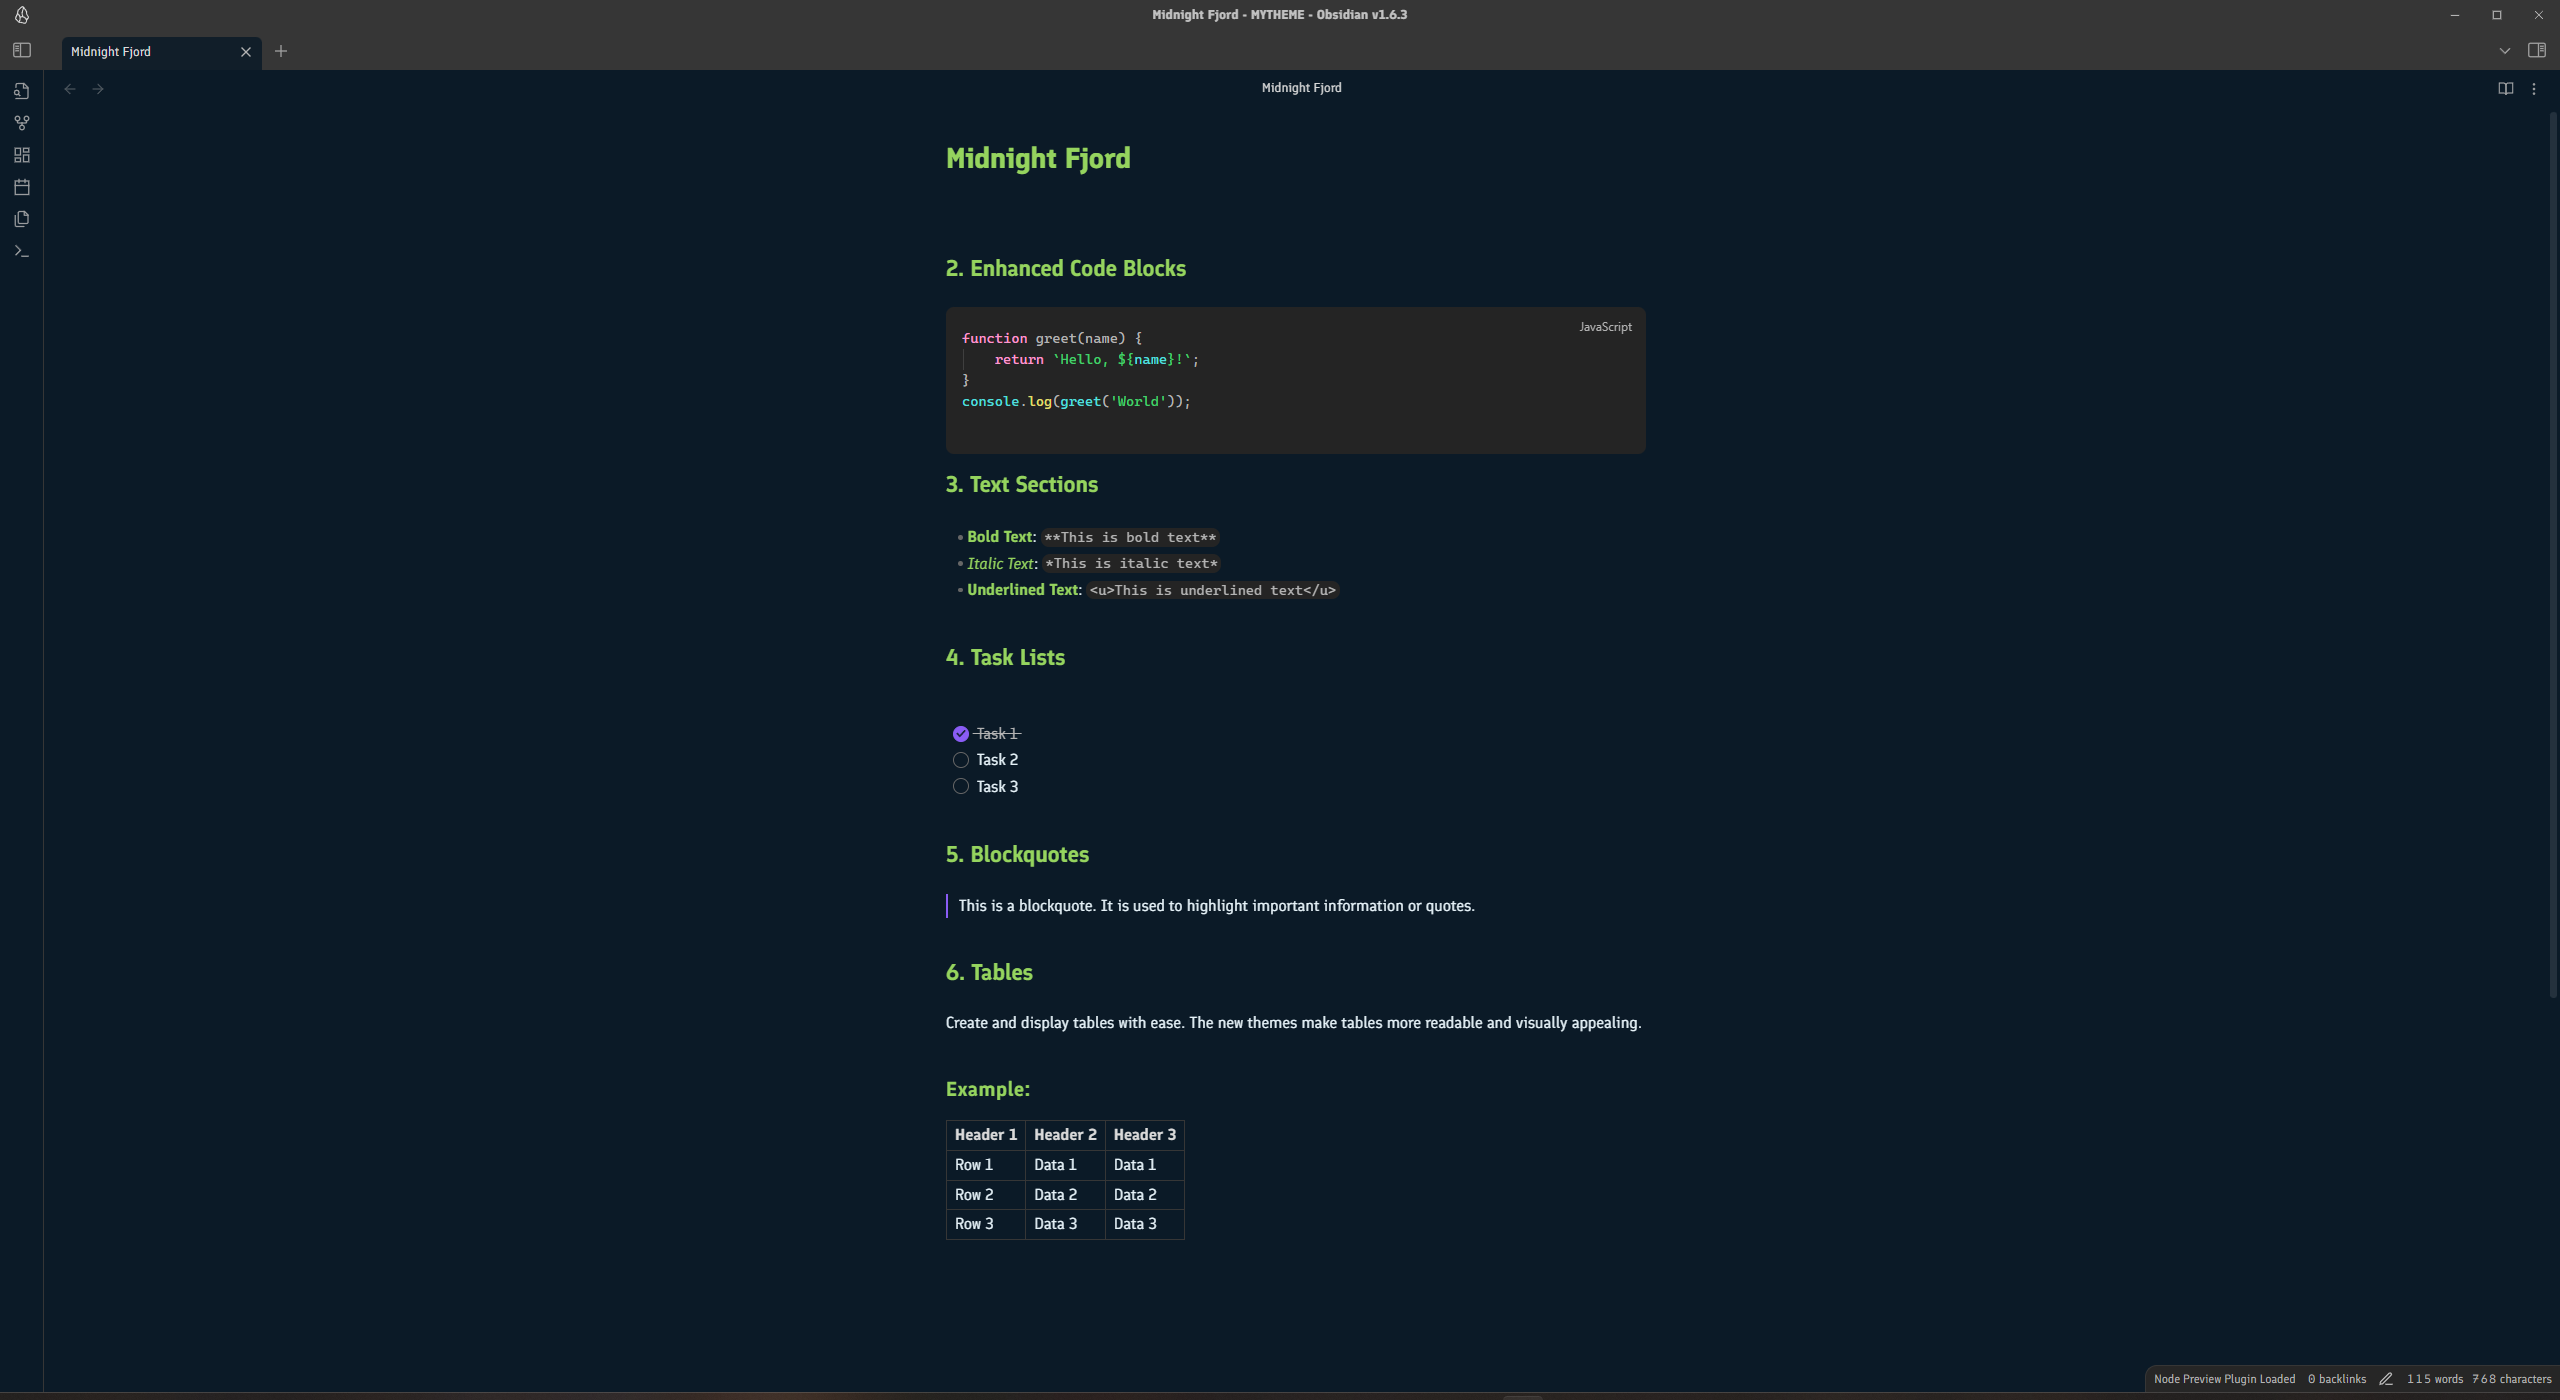 Midnight Fjord - MYTHEME - Obsidian v1.6.3
Midnight Fjord
Midnight Fjord
Midnight Fjord
2. Enhanced Code Blocks
JavaScript
function greet(name) {
    return `Hello, ${name}!`;
}
console.log(greet('World'));
3. Text Sections
Bold Text: **This is bold text**
Italic Text: *This is italic text*
Underlined Text: <u>This is underlined text</u>
4. Task Lists
Task 1
Task 2
Task 3
5. Blockquotes
This is a blockquote. It is used to highlight important information or quotes.
6. Tables
Create and display tables with ease. The new themes make tables more readable and visually appealing.
Example:
Header 1 Header 2 Header 3
Row 1 Data 1 Data 1
Row 2 Data 2 Data 2
Row 3 Data 3 Data 3
Node Preview Plugin Loaded 0 backlinks 115 words 768 characters